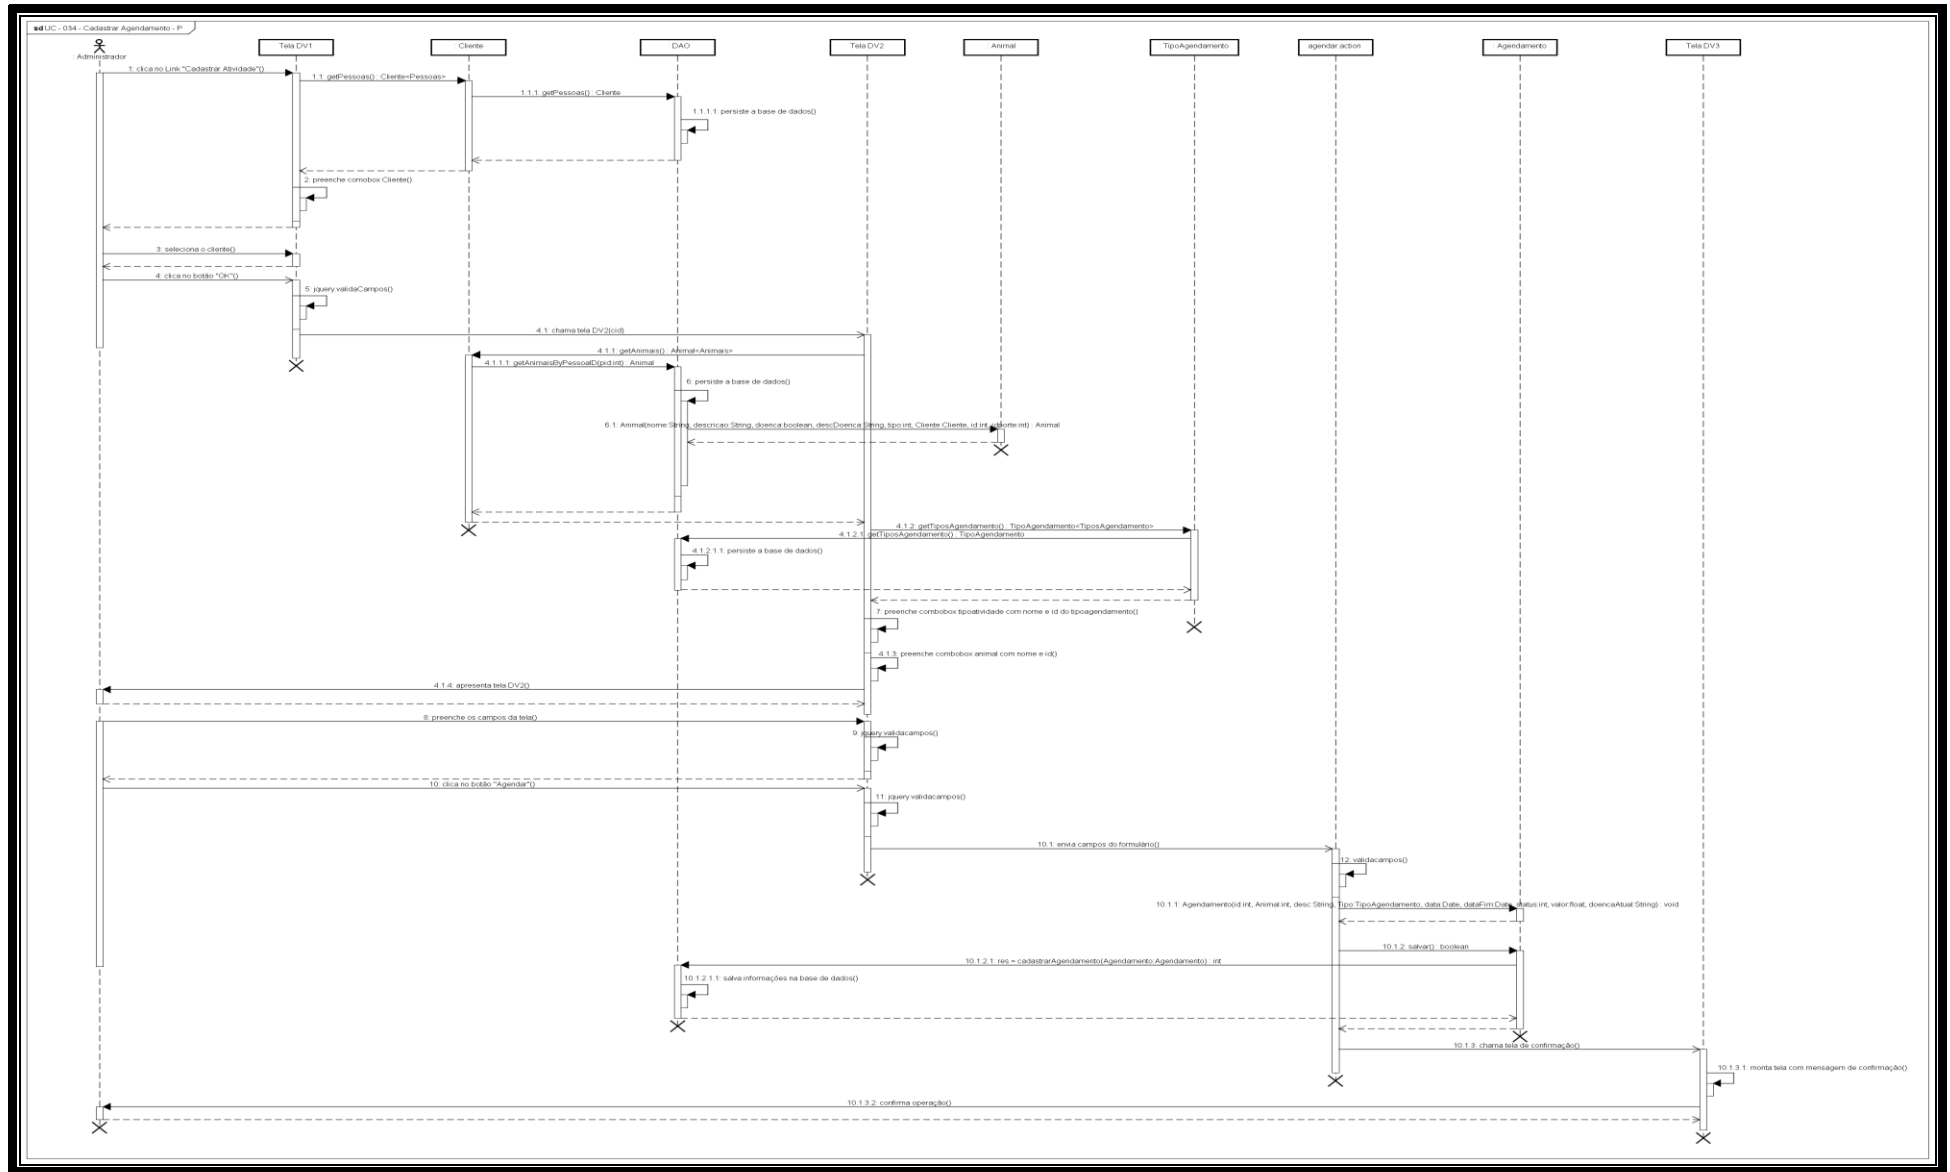 sd UC - 034 - Cadastrar Agendamento - P
: Administrador
Tela DV1
: Cliente
: DAO
Tela DV2
: Animal
: TipoAgendamento
agendar.action
: Agendamento
Tela DV3
1: clica no Link "Cadastrar Atividade"()
1.1: getPessoas() : Cliente<Pessoas>
1.1.1: getPessoas() : Cliente
1.1.1.1: persiste a base de dados()
2: preenche comobox Cliente()
3: seleciona o cliente()
4: clica no botão "OK"()
5: jquery.validaCampos()
4.1: chama tela DV2(cid)
4.1.1: getAnimais() : Animal<Animais>
4.1.1.1: getAnimaisByPessoaID(pid:int) : Animal
6: persiste a base de dados()
6.1: Animal(nome:String, descricao:String, doenca:boolean, descDoenca:String, tipo:int, Cliente:Cliente, id:int, idporte:int) : Animal
4.1.2: getTiposAgendamento() : TipoAgendamento<TiposAgendamento>
4.1.2.1: getTiposAgendamento() : TipoAgendamento
4.1.2.1.1: persiste a base de dados()
7: preenche combobox tipoatividade com nome e id do tipoagendamento()
4.1.3: preenche combobox animal com nome e id()
4.1.4: apresenta tela DV2()
8: preenche os campos da tela()
9: jquery.validacampos()
10: clica no botão "Agendar"()
11: jquery.validacampos()
10.1: envia campos do formulário()
12: validacampos()
10.1.1: Agendamento(id:int, Animal:int, desc:String, Tipo:TipoAgendamento, data:Date, dataFim:Date, status:int, valor:float, doencaAtual:String) : void
10.1.2: salvar() : boolean
10.1.2.1: res = cadastrarAgendamento(Agendamento:Agendamento) : int
10.1.2.1.1: salva informações na base de dados()
10.1.3: chama tela de confirmação()
10.1.3.1: monta tela com mensagem de confirmação()
10.1.3.2: confirma operação()